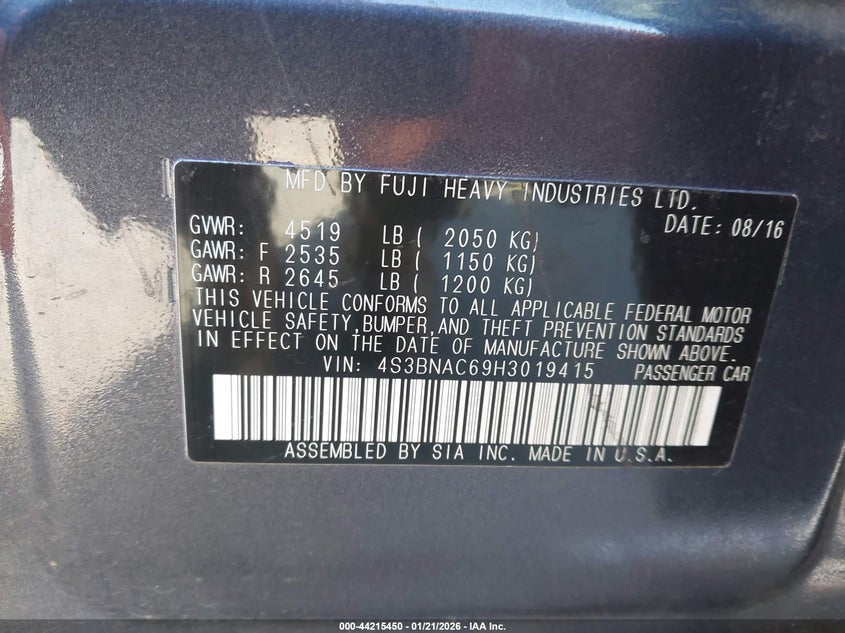 MFD BY FUJI HEAVY INDUSTRIES LTD.
DATE: 08/16
GVWR: 4519 LB ( 2050 KG)
GAWR: F 2535 LB ( 1150 KG)
GAWR: R 2645 LB ( 1200 KG)
THIS VEHICLE CONFORMS TO ALL APPLICABLE FEDERAL MOTOR
VEHICLE SAFETY,BUMPER,AND THEFT PREVENTION STANDARDS
IN EFFECT ON THE DATE OF MANUFACTURE SHOWN ABOVE.
VIN: 4S3BNAC69H3019415 PASSENGER CAR
ASSEMBLED BY SIA INC. MADE IN U.S.A.
000-44215450 - 01/21/2026 - IAA Inc.